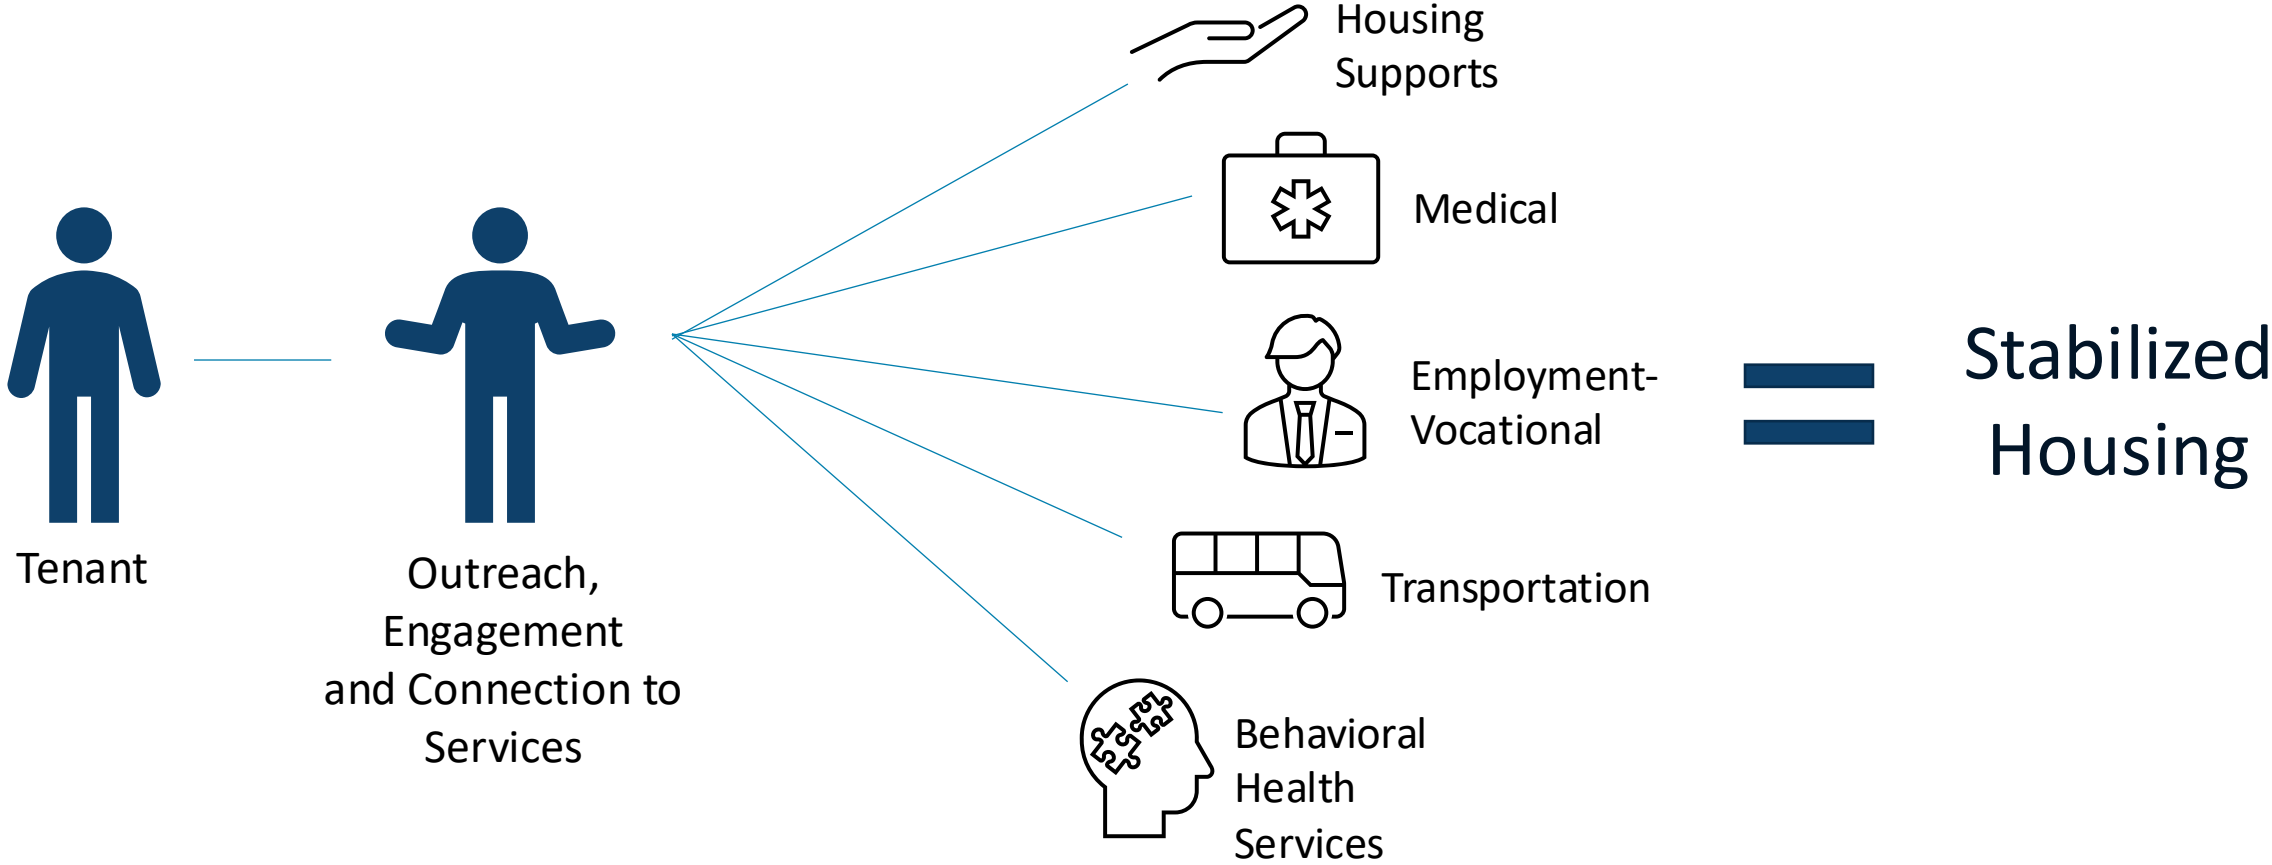 Housing
Supports
Medical
Employment-
Vocational
Stabilized
Housing
Tenant
Outreach,
Engagement
and Connection to
Services
Transportation
Behavioral
Health
Services